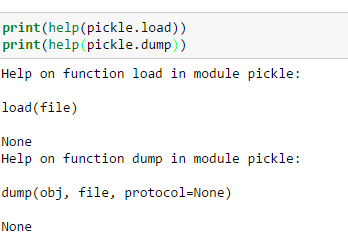 print(help(pickle.load))
print(help(pickle.dump))
Help on function load in module pickle:
load(file)
None
Help on function dump in module pickle:
dump(obj, file, protocol=None)
None